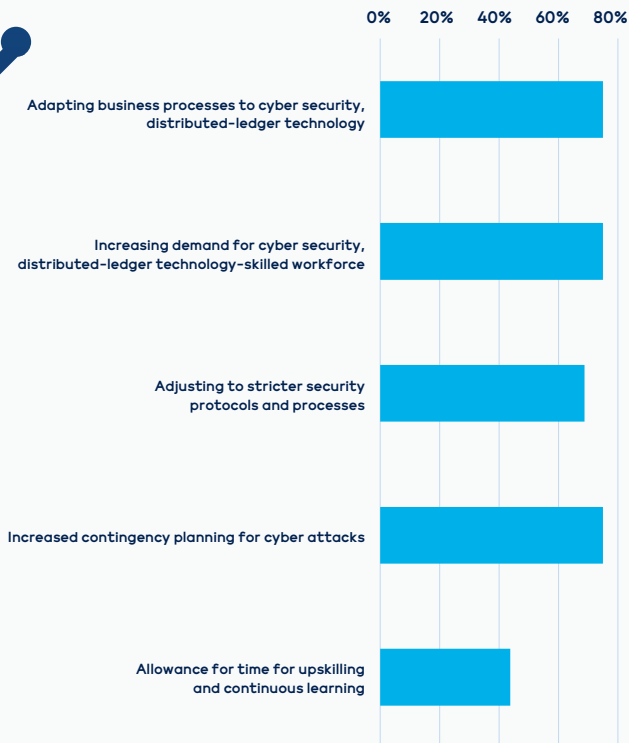 0% 20% 40% 60% 80%
Adapting business processes to cyber security,
distributed-ledger technology
Increasing demand for cyber security,
distributed-ledger technology-skilled workforce
Adjusting to stricter security
protocols and processes
Increased contingency planning for cyber attacks
Allowance for time for upskilling
and continuous learning